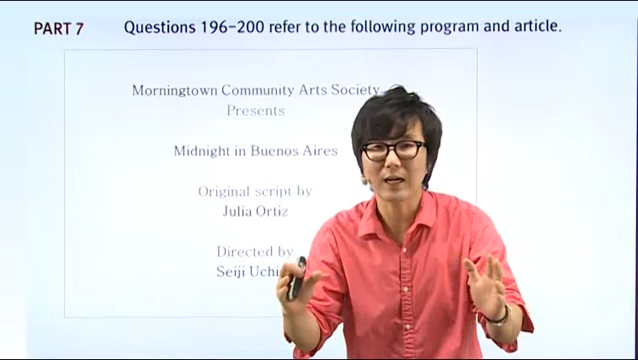 PART 7
Questions 196–200 refer to the following program and article.
Morningtown Community Arts Society
Presents
Midnight in Buenos Aires
Original script by
Julia Ortiz
Directed by
Seiji Uchi